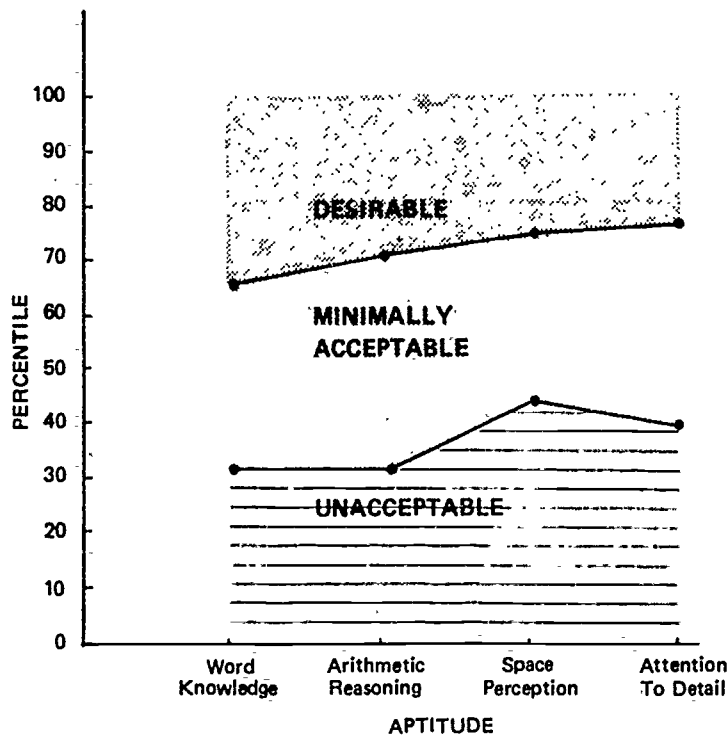 100
90
80
70
60
50
40
30
20
10
0
PERCENTILE
DESIRABLE
MINIMALLY
ACCEPTABLE
UNACCEPTABLE
Word
Knowledge
Arithmetic
Reasoning
Space
Perception
Attention
To Detail
APTITUDE